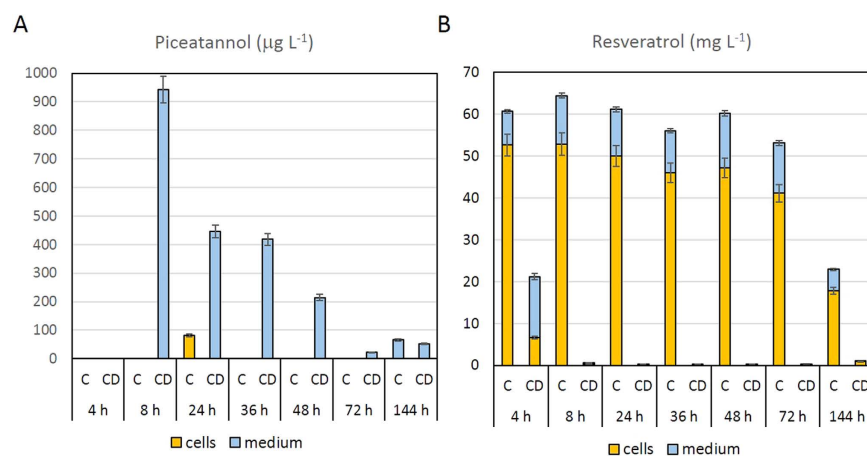 A
Piceatannol (µg L-1)
1000
900
800
700
600
500
400
300
200
100
0
C CD C CD C CD C CD C CD C CD C CD
4 h 8 h 24 h 36 h 48 h 72 h 144 h
cells medium
B
Resveratrol (mg L-1)
70
60
50
40
30
20
10
0
C CD C CD C CD C CD C CD C CD C CD
4 h 8 h 24 h 36 h 48 h 72 h 144 h
cells medium